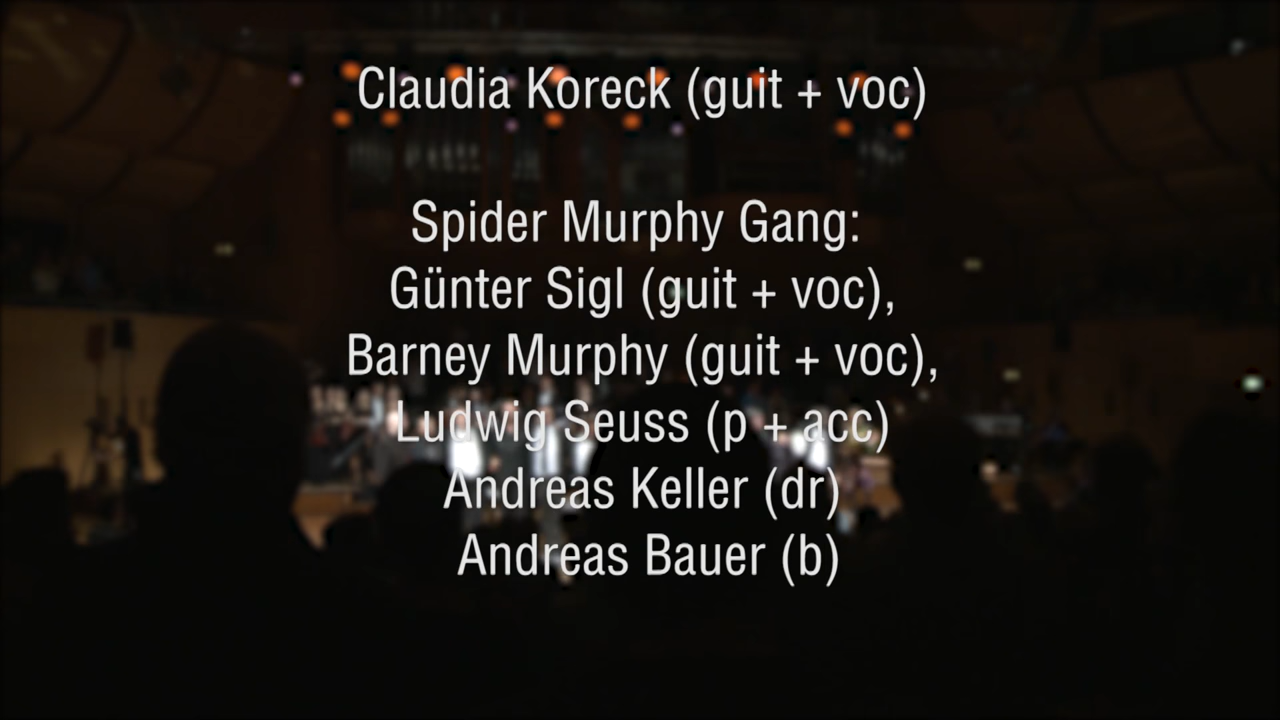 Claudia Koreck (guit + voc)
Spider Murphy Gang:
Günter Sigl (guit + voc),
Barney Murphy (guit + voc),
Ludwig Seuss (p + acc)
Andreas Keller (dr)
Andreas Bauer (b)